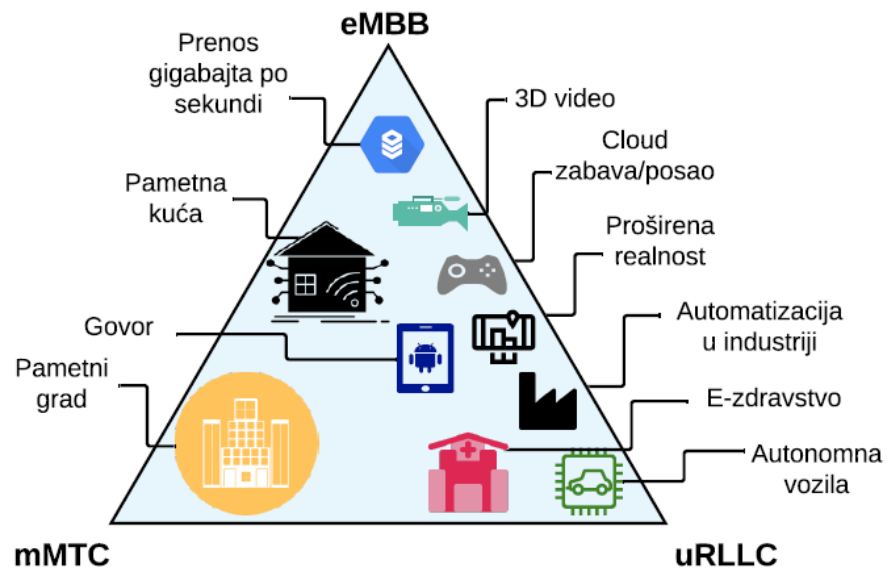 eMBB
Prenos
gigabajta po
sekundi
3D video
Cloud
zabava/posao
Pametna
kuća
Proširena
realnost
Govor
Automatizacija
u industriji
Pametni
grad
E-zdravstvo
Autonomna
vozila
mMTC
uRLLC